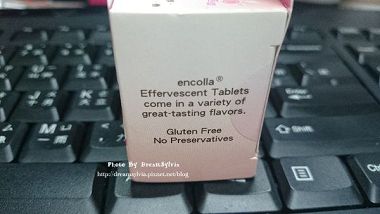 encolla®
Effervescent Tablets
come in a variety of
great-tasting flavors.
Gluten Free
No Preservatives
Photo By DreamSylvia
http://dreamsylvia.pixnet.net/blog